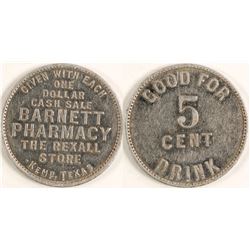 GIVEN WITH EACH
ONE
DOLLAR
CASH SALE
BARNETT
PHARMACY
THE REXALL
STORE
KEMP, TEXAS
GOOD FOR
5
CENT
DRINK